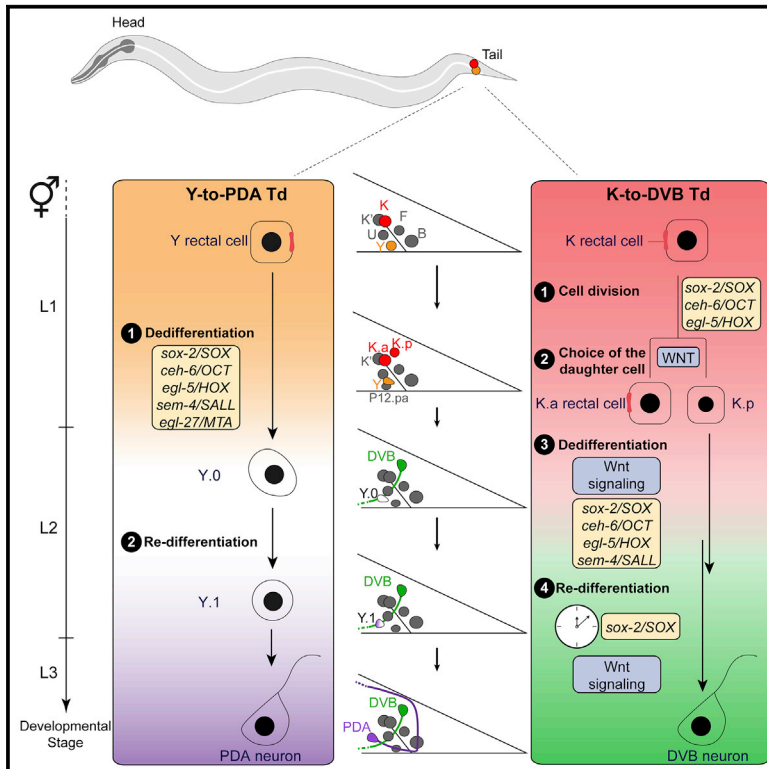 Head
Tail
⚥
L1
L2
L3
Developmental
Stage
Y-to-PDA Td
Y rectal cell
1 Dedifferentiation
sox-2/SOX
ceh-6/OCT
egl-5/HOX
sem-4/SALL
egl-27/MTA
Y.0
2 Re-differentiation
Y.1
PDA neuron
K
K'
F
U
B
Y
K.a
K.p
K'
Y
P12.pa
DVB
Y.0
DVB
Y.1
DVB
PDA
K-to-DVB Td
K rectal cell
1 Cell division
sox-2/SOX
ceh-6/OCT
egl-5/HOX
2 Choice of the
daughter cell
WNT
K.a rectal cell
K.p
3 Dedifferentiation
Wnt
signaling
sox-2/SOX
ceh-6/OCT
egl-5/HOX
sem-4/SALL
4 Re-differentiation
sox-2/SOX
Wnt
signaling
DVB neuron